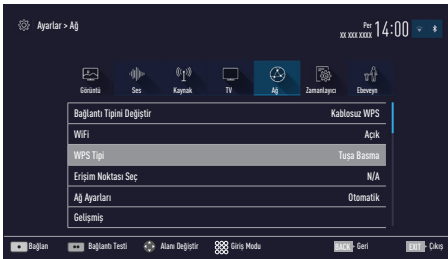 Ayarlar > Ağ
Per
xx xxx xxxx 14:00
Görüntü Ses Kaynak TV Ağ Zamanlayıcı Ebeveyn
Bağlantı Tipini Değiştir Kablosuz WPS
WiFi Açık
WPS Tipi Tuşa Basma
Erişim Noktası Seç N/A
Ağ Ayarları Otomatik
Gelişmiş
Bağlan Bağlantı Testi Alanı Değiştir Giriş Modu BACK - Geri EXIT - Çıkış